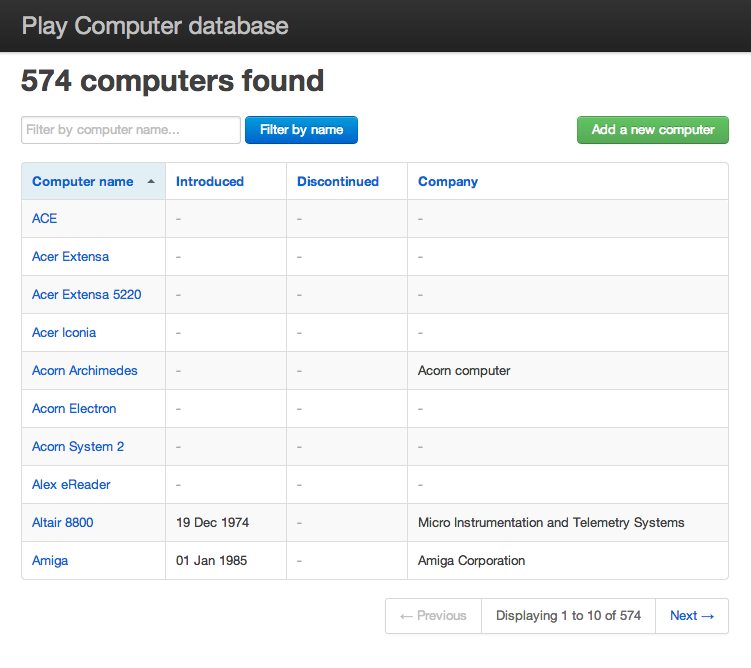 Play Computer database
574 computers found
Filter by computer name... Filter by name Add a new computer
Computer name Introduced Discontinued Company
ACE - - -
Acer Extensa - - -
Acer Extensa 5220 - - -
Acer Iconia - - -
Acorn Archimedes - - Acorn computer
Acorn Electron - - -
Acorn System 2 - - -
Alex eReader - - -
Altair 8800 19 Dec 1974 - Micro Instrumentation and Telemetry Systems
Amiga 01 Jan 1985 - Amiga Corporation
← Previous Displaying 1 to 10 of 574 Next →